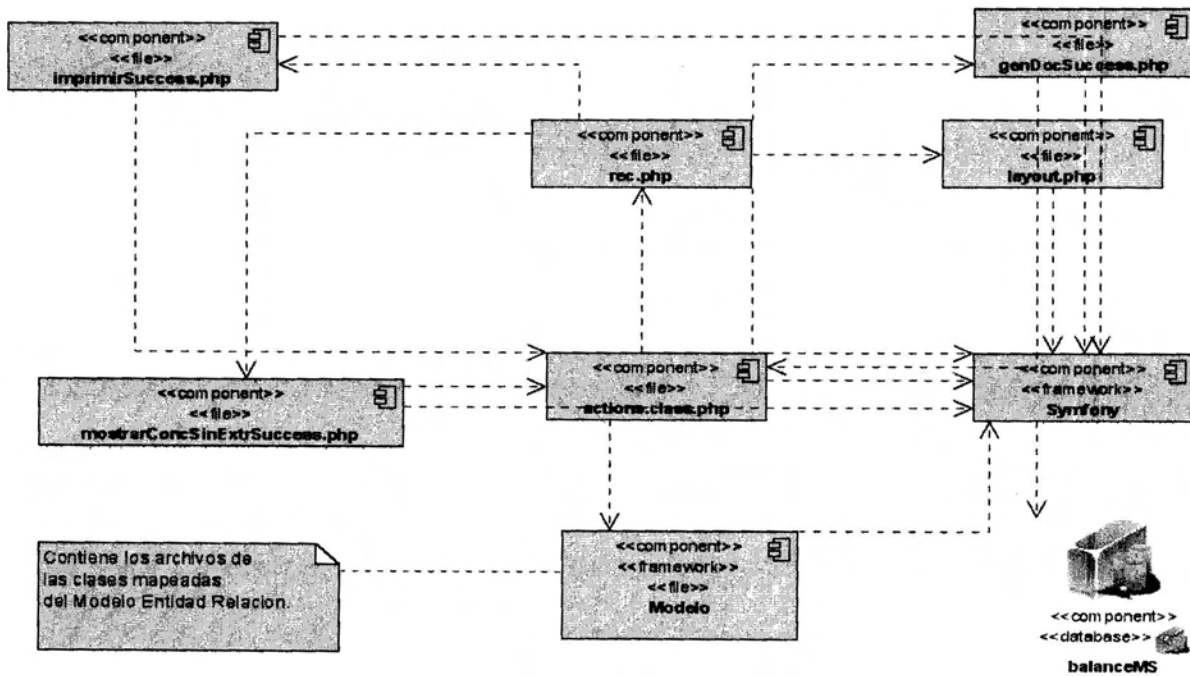 <<component>>
<<file>>
imprimirSuccess.php
<<component>>
<<file>>
genDocSuccess.php
<<component>>
<<file>>
rec.php
<<component>>
<<file>>
layout.php
<<component>>
<<file>>
mostrarConcSinExtrSuccess.php
<<component>>
<<file>>
actions.class.php
<<component>>
<<framework>>
Symfony
Contiene los archivos de
las clases mapeadas
del Modelo Entidad Relacion.
<<component>>
<<framework>>
<<file>>
Modelo
<<component>>
<<database>>
balanceMS